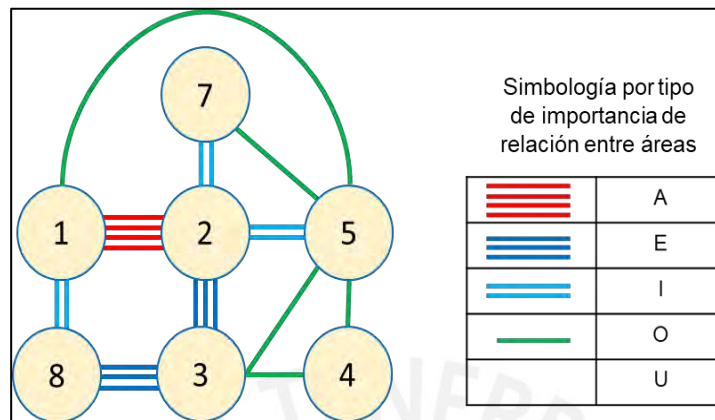 7
1
2
5
8
3
4
Simbología por tipo
de importancia de
relación entre áreas
A
E
I
O
U